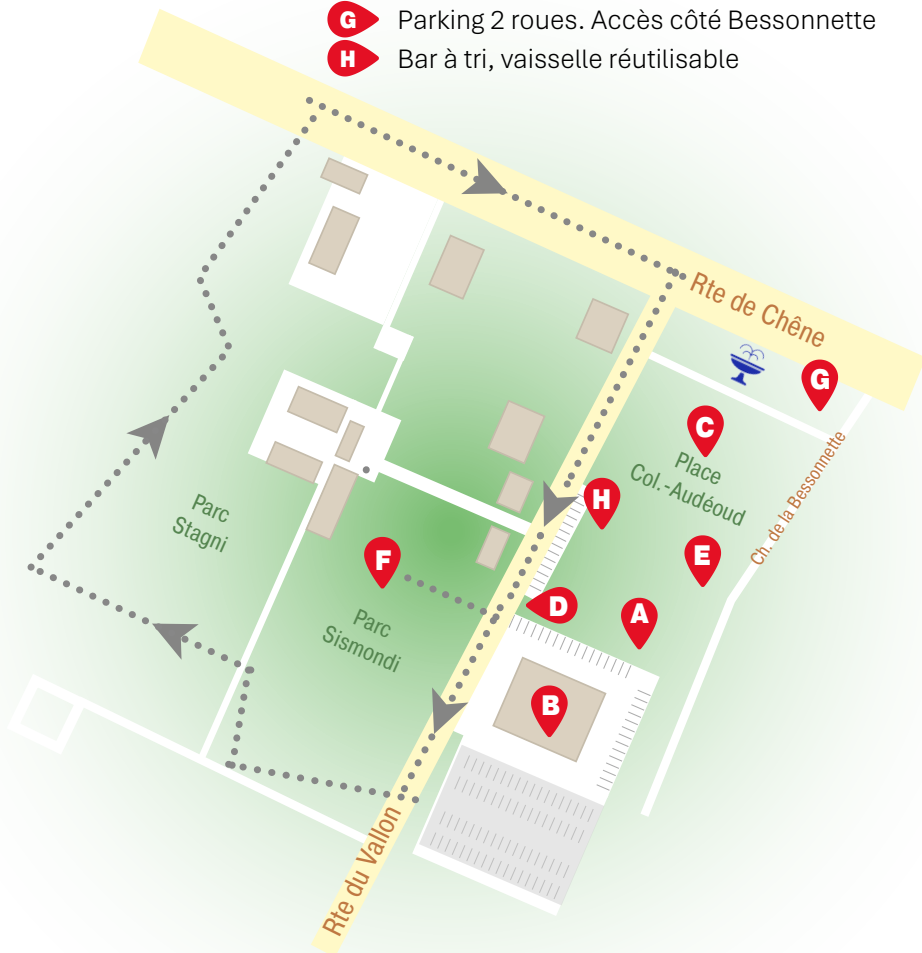 G Parking 2 roues. Accès côté Bessonnette
H Bar à tri, vaisselle réutilisable
Rte de Chêne
G
C
Place
Col.-Audéoud
Ch. de la Bessonnette
H
Parc
Stagni
F
E
D
A
Parc
Sismondi
B
Rte du Vallon